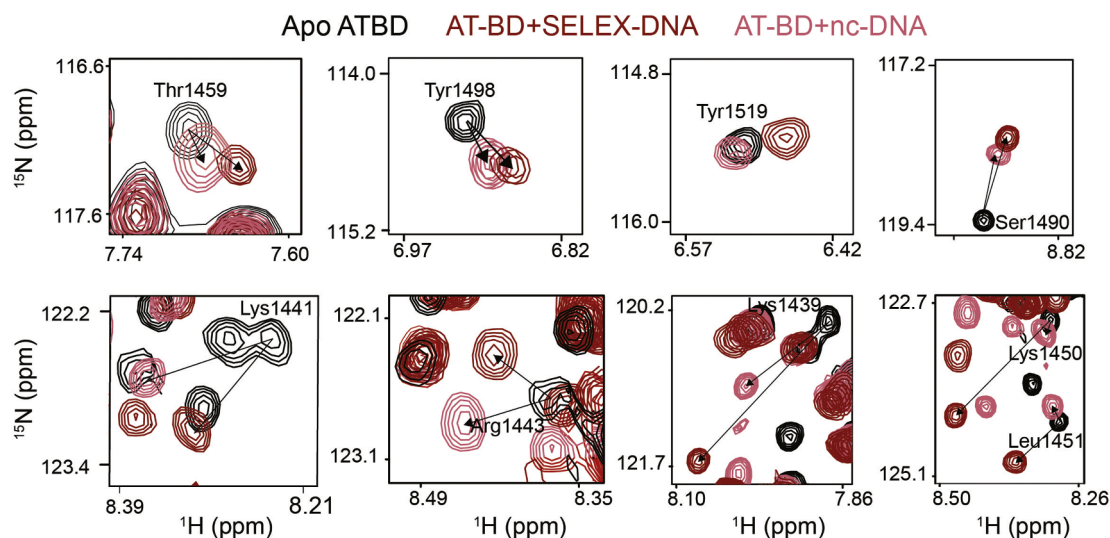 Apo ATBD AT-BD+SELEX-DNA AT-BD+nc-DNA
15N (ppm)
116.6
117.6
Thr1459
7.74 7.60
114.0
115.2
Tyr1498
6.97 6.82
114.8
116.0
Tyr1519
6.57 6.42
117.2
119.4
Ser1490
8.82
15N (ppm)
122.2
123.4
Lys1441
8.39 8.21
1H (ppm)
122.1
123.1
Arg1443
8.49 8.35
1H (ppm)
120.2
121.7
Lys1439
8.10 7.86
1H (ppm)
122.7
125.1
Lys1450
Leu1451
8.50 8.26
1H (ppm)